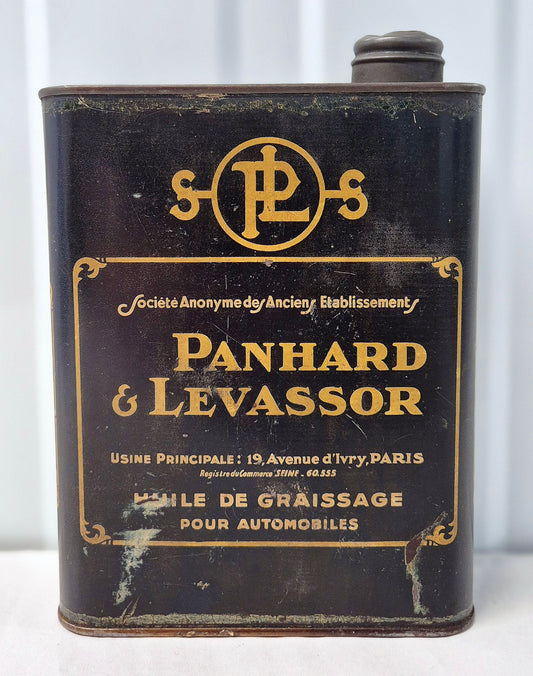 S PL S
Société Anonyme des Anciens Etablissements
PANHARD
& LEVASSOR
USINE PRINCIPALE: 19, Avenue d'Ivry, PARIS
Registre du Commerce SEINE - 60.555
HUILE DE GRAISSAGE
POUR AUTOMOBILES